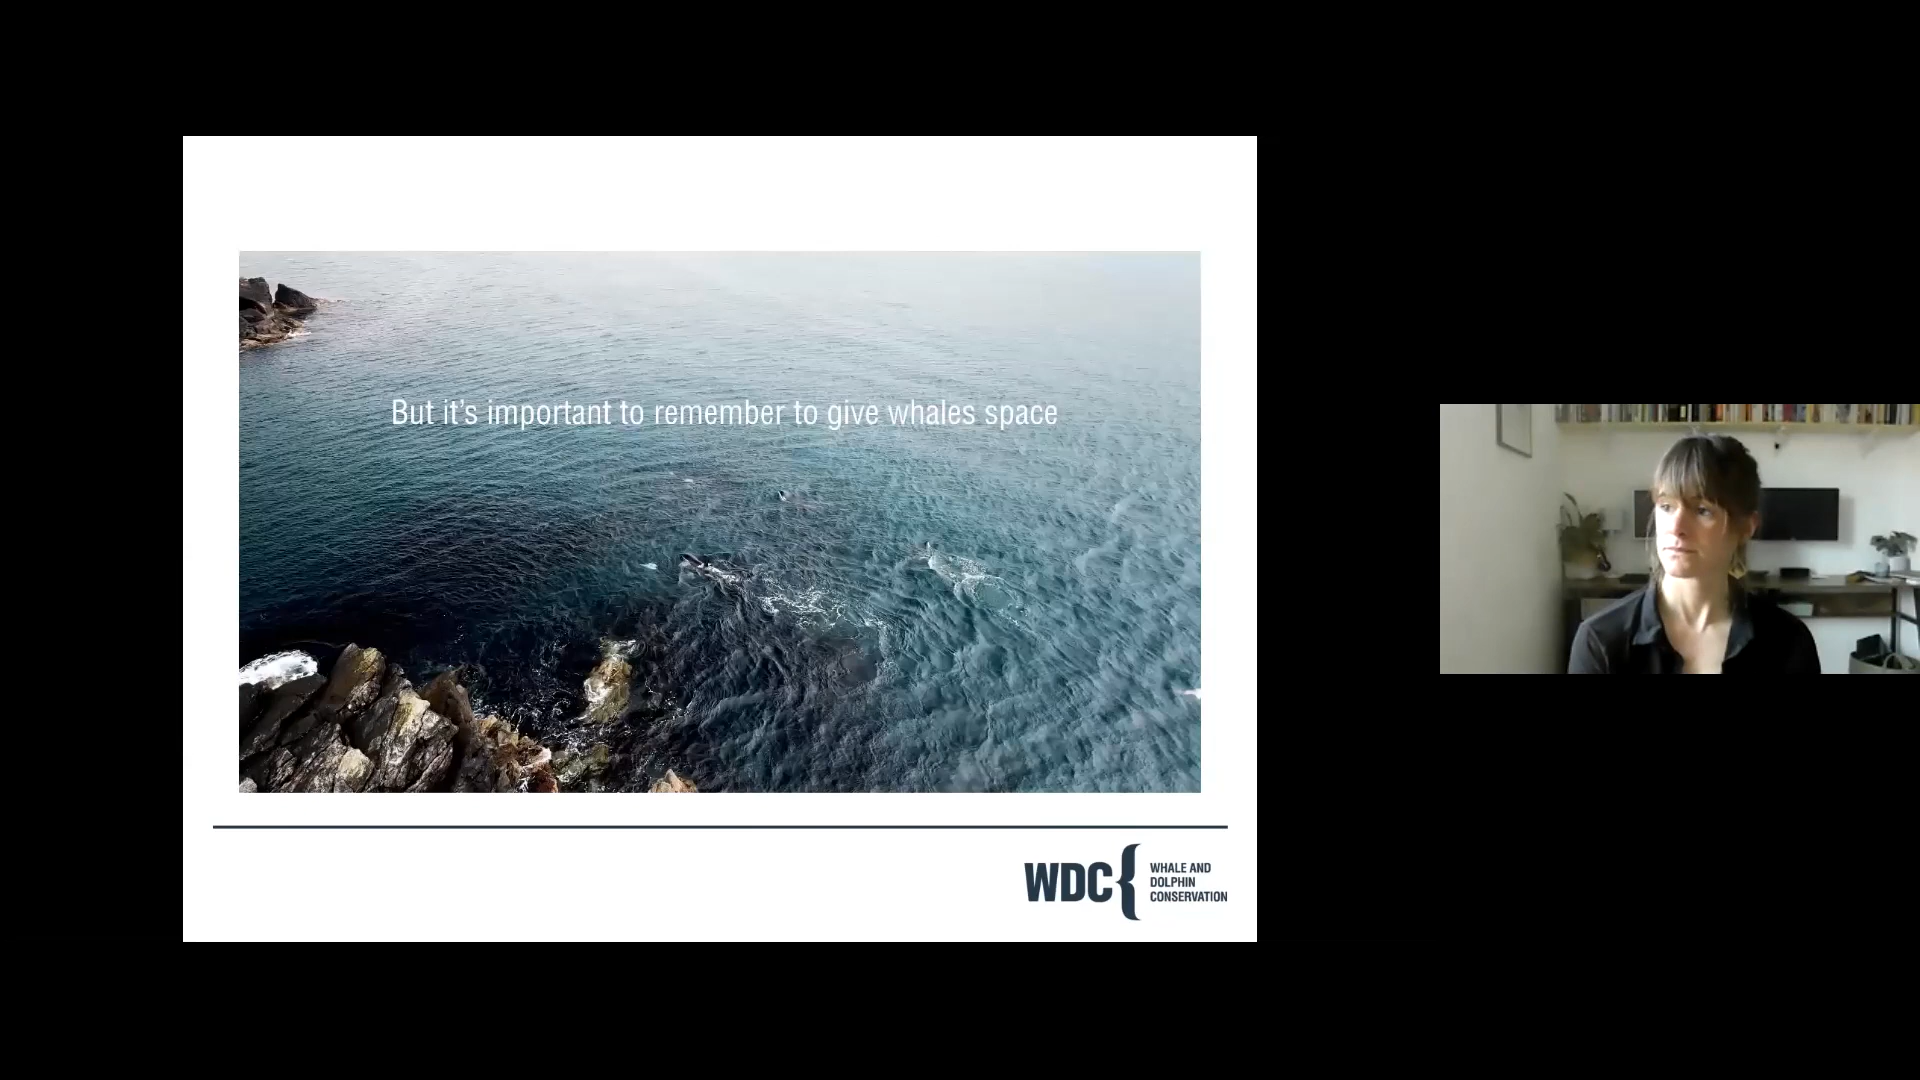 But it's important to remember to give whales space
WDC
WHALE AND
DOLPHIN
CONSERVATION